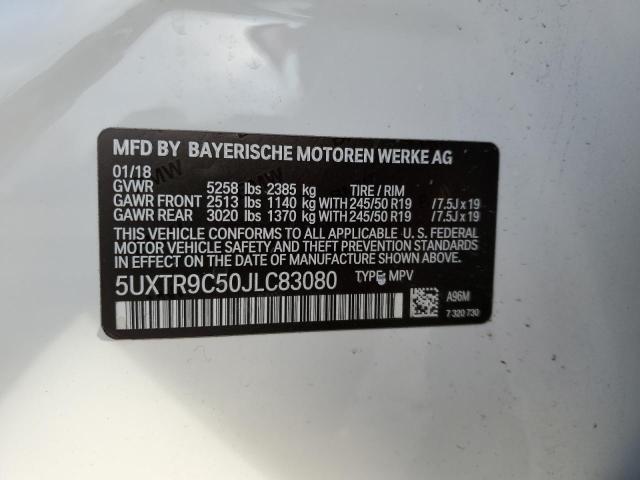 MFD BY BAYERISCHE MOTOREN WERKE AG
01/18
GVWR 5258 lbs 2385 kg TIRE / RIM
GAWR FRONT 2513 lbs 1140 kg WITH 245/50 R19 /7.5J x 19
GAWR REAR 3020 lbs 1370 kg WITH 245/50 R19 /7.5J x 19
THIS VEHICLE CONFORMS TO ALL APPLICABLE U. S. FEDERAL
MOTOR VEHICLE SAFETY AND THEFT PREVENTION STANDARDS
IN EFFECT ON THE DATE OF MANUFACTURE SHOWN ABOVE.
5UXTR9C50JLC83080 TYPE: MPV
A96M
7 320 730